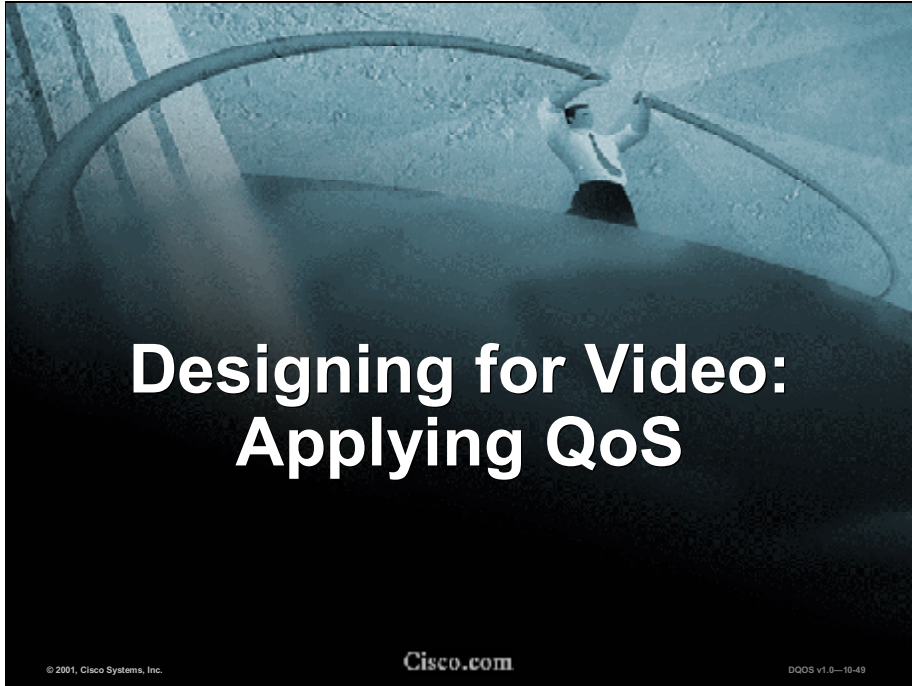 Designing for Video:
Applying QoS
© 2001, Cisco Systems, Inc.
Cisco.com
DQOS v1.0—10-49